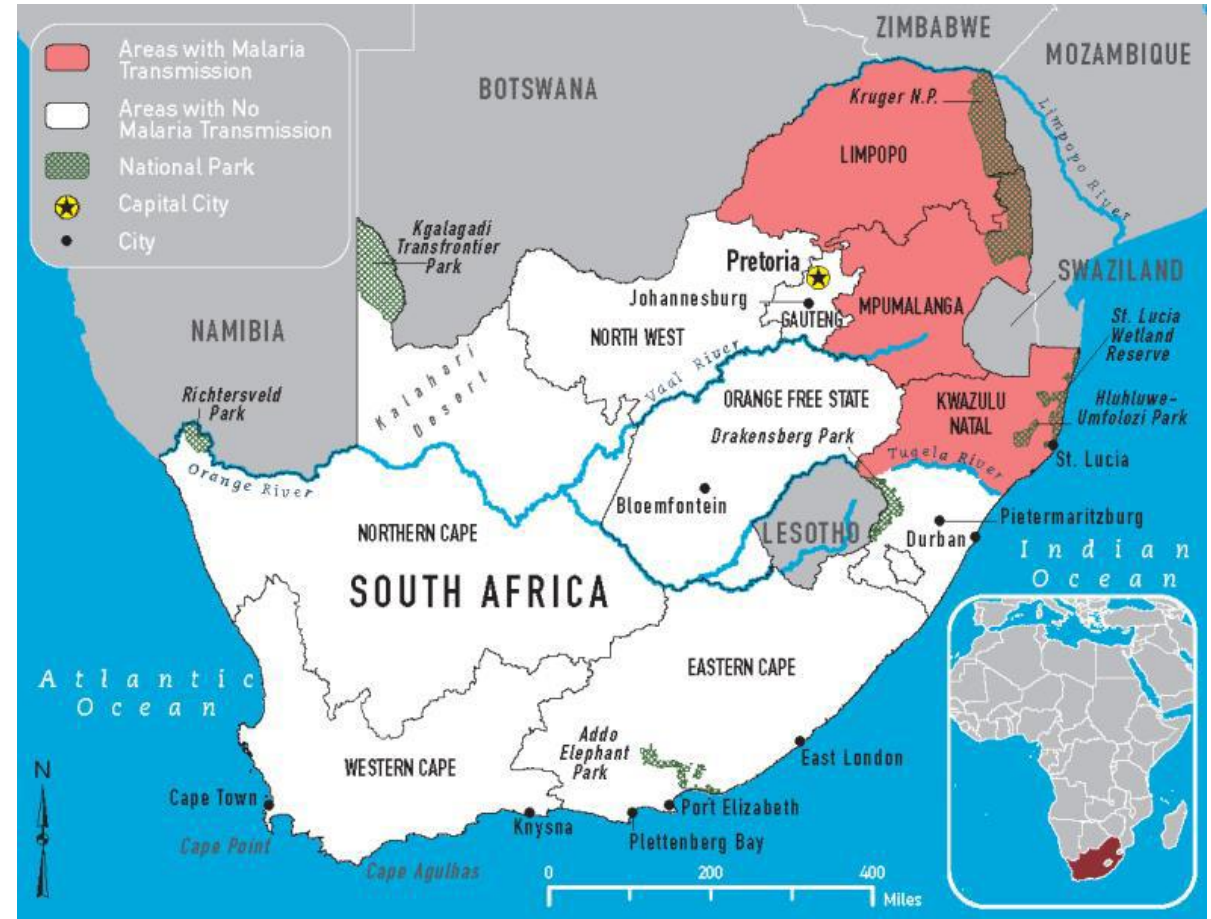 Areas with Malaria
Transmission
Areas with No
Malaria Transmission
National Park
Capital City
City
ZIMBABWE
MOZAMBIQUE
BOTSWANA
Kruger N.P.
LIMPOPO
Limpopo River
Kgalagadi
Transfrontier
Park
Pretoria
SWAZILAND
Johannesburg
GAUTENG
MPUMALANGA
NAMIBIA
NORTH WEST
St. Lucia
Wetland
Reserve
Kalahari
Desert
Vaal River
Richtersveld
Park
ORANGE FREE STATE
KWAZULU
NATAL
Hluhluwe-
Umfolozi Park
Drakensberg Park
Tugela River
St. Lucia
Orange River
Bloemfontein
Pietermaritzburg
NORTHERN CAPE
LESOTHO
Durban
Indian
Ocean
SOUTH AFRICA
EASTERN CAPE
Atlantic
Ocean
Addo
Elephant
Park
East London
WESTERN CAPE
N
Cape Town
Port Elizabeth
Knysna
Plettenberg Bay
Cape Point
Cape Agulhas
0 200 400
Miles